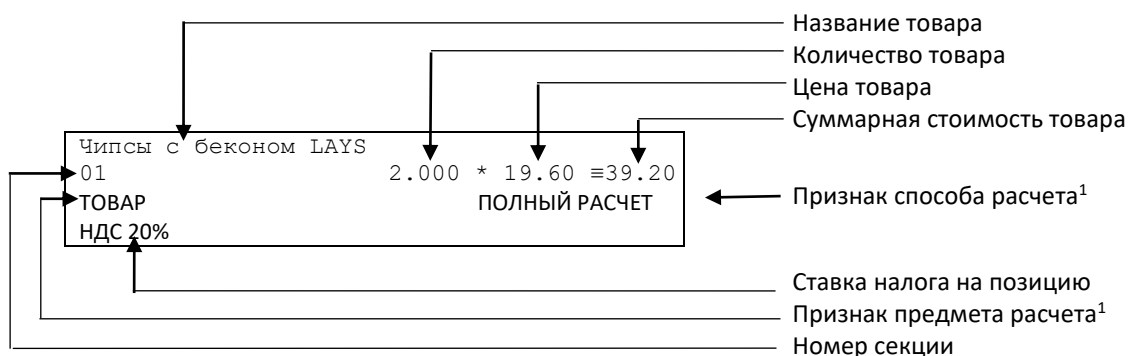 Название товара
Количество товара
Цена товара
Суммарная стоимость товара
Чипсы с беконом LAYS
01 2.000 * 19.60 ≡39.20
ТОВАР ПОЛНЫЙ РАСЧЕТ
Признак способа расчета¹
НДС 20%
Ставка налога на позицию
Признак предмета расчета¹
Номер секции